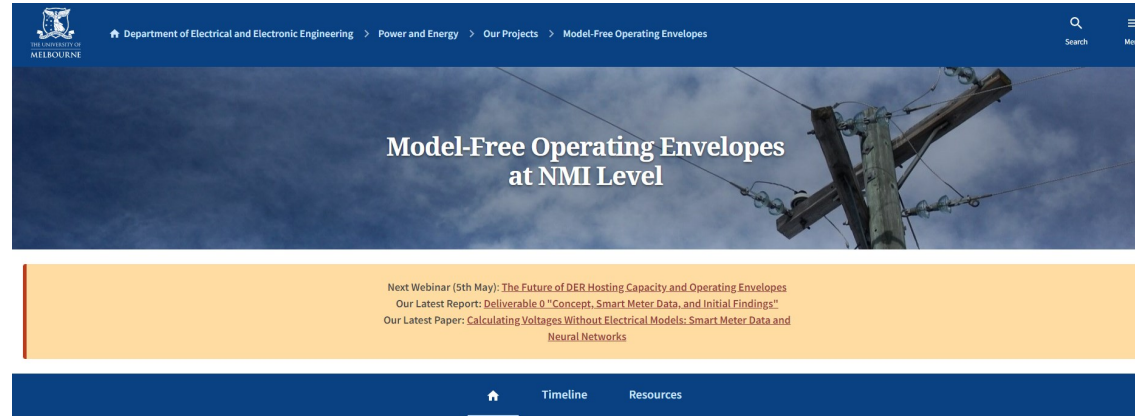 THE UNIVERSITY OF
MELBOURNE
Department of Electrical and Electronic Engineering > Power and Energy > Our Projects > Model-Free Operating Envelopes
Search
Model-Free Operating Envelopes
at NMI Level
Next Webinar (5th May): The Future of DER Hosting Capacity and Operating Envelopes
Our Latest Report: Deliverable 0 "Concept, Smart Meter Data, and Initial Findings"
Our Latest Paper: Calculating Voltages Without Electrical Models: Smart Meter Data and
Neural Networks
Timeline Resources